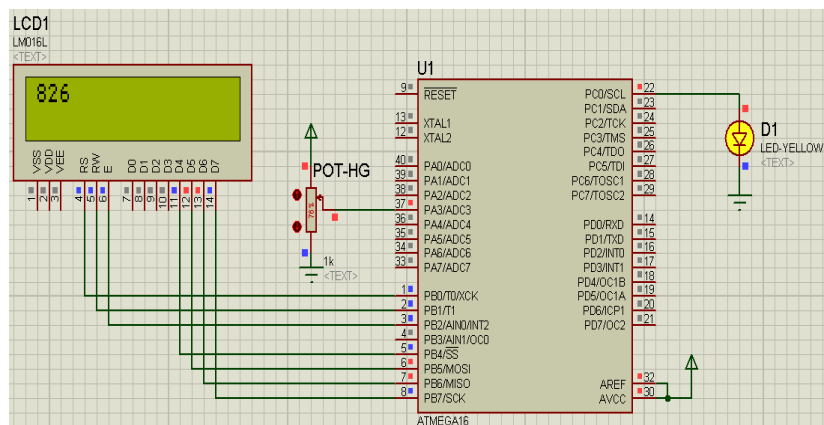 LCD1
LM016L
<TEXT>
826
VSS
VDD
VEE
RS
RW
E
D0
D1
D2
D3
D4
D5
D6
D7
1
2
3
4
5
6
7
8
9
10
11
12
13
14
POT-HG
76%
1k
<TEXT>
U1
9 RESET
13 XTAL1
12 XTAL2
40 PA0/ADC0
39 PA1/ADC1
38 PA2/ADC2
37 PA3/ADC3
36 PA4/ADC4
35 PA5/ADC5
34 PA6/ADC6
33 PA7/ADC7
1 PB0/T0/XCK
2 PB1/T1
3 PB2/AIN0/INT2
4 PB3/AIN1/OC0
5 PB4/SS
6 PB5/MOSI
7 PB6/MISO
8 PB7/SCK
PC0/SCL 22
PC1/SDA 23
PC2/TCK 24
PC3/TMS 25
PC4/TDO 26
PC5/TDI 27
PC6/TOSC1 28
PC7/TOSC2 29
PD0/RXD 14
PD1/TXD 15
PD2/INT0 16
PD3/INT1 17
PD4/OC1B 18
PD5/OC1A 19
PD6/ICP1 20
PD7/OC2 21
AREF 32
AVCC 30
ATMEGA16
D1
LED-YELLOW
<TEXT>